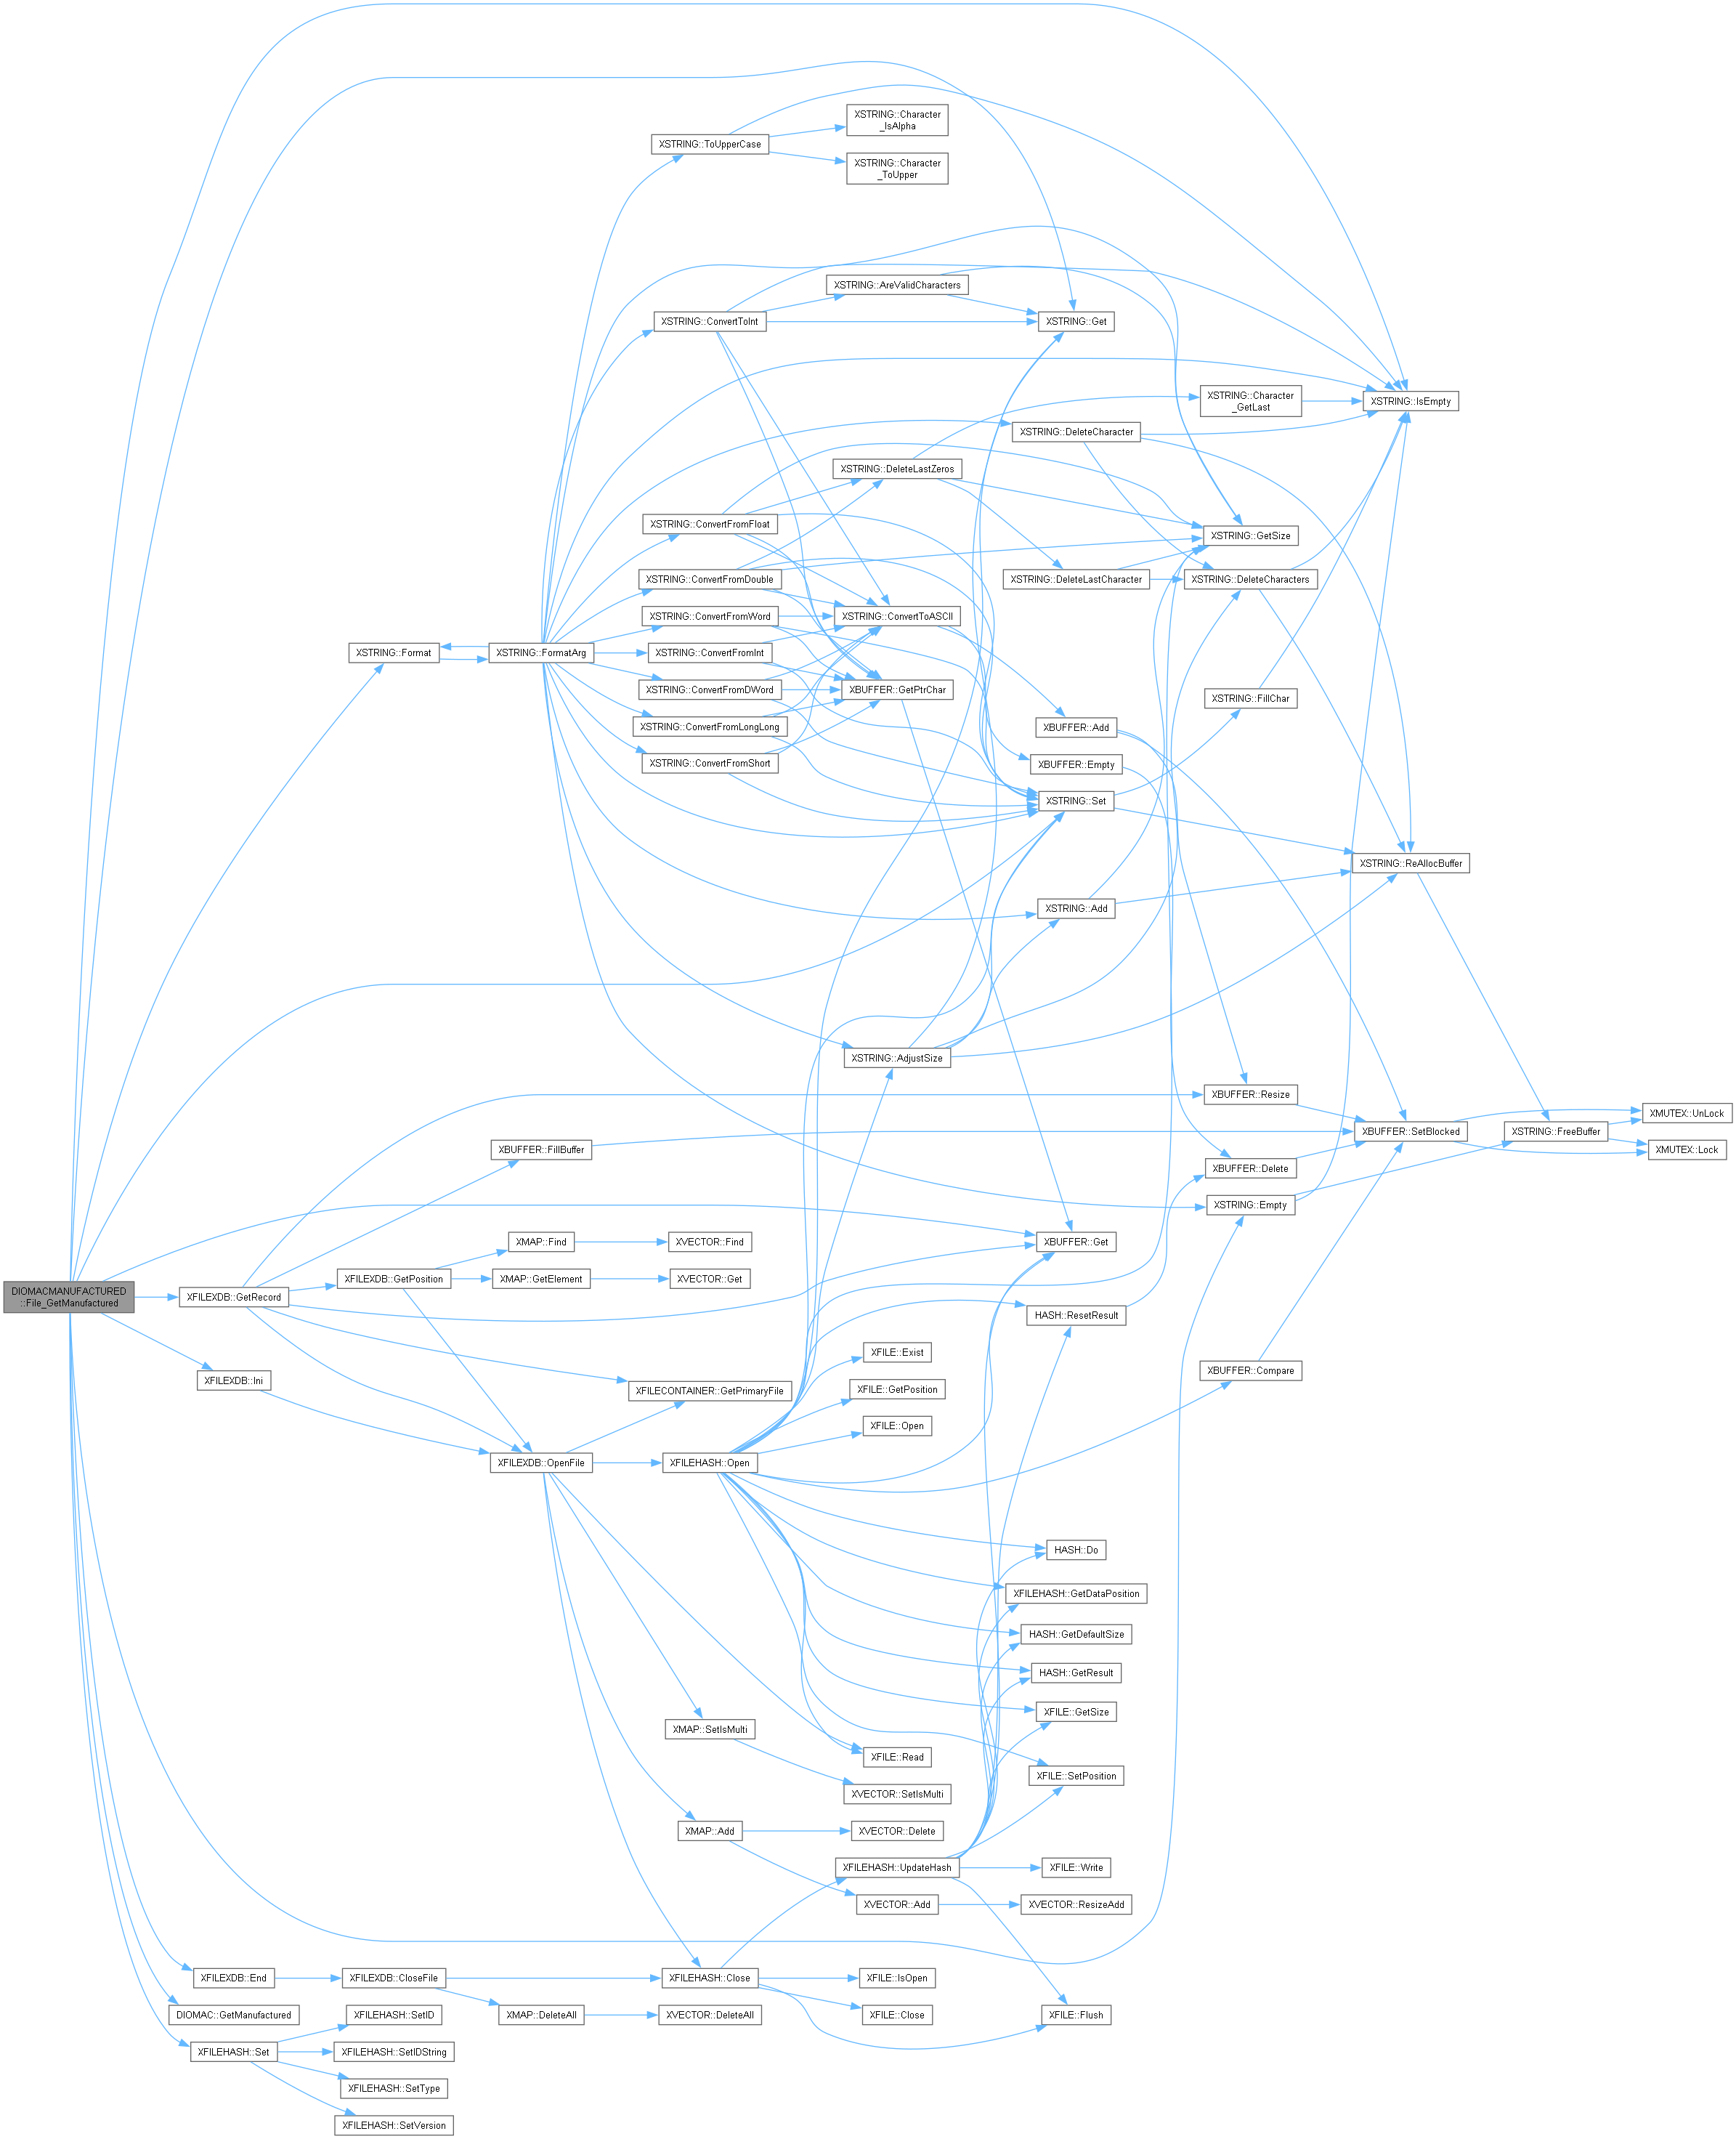 XSTRING::ToUpperCase
XSTRING::Character
_IsAlpha
XSTRING::Character
_ToUpper
XSTRING::AreValidCharacters
XSTRING::ConvertToInt
XSTRING::Get
XSTRING::Character
_GetLast
XSTRING::IsEmpty
XSTRING::DeleteCharacter
XSTRING::DeleteLastZeros
XSTRING::ConvertFromFloat
XSTRING::GetSize
XSTRING::ConvertFromDouble
XSTRING::DeleteLastCharacter
XSTRING::DeleteCharacters
XSTRING::ConvertFromWord
XSTRING::ConvertToASCII
XSTRING::Format
XSTRING::FormatArg
XSTRING::ConvertFromInt
XSTRING::ConvertFromDWord
XBUFFER::GetPtrChar
XSTRING::FillChar
XSTRING::ConvertFromLongLong
XBUFFER::Add
XSTRING::ConvertFromShort
XBUFFER::Empty
XSTRING::Set
XSTRING::ReAllocBuffer
XSTRING::Add
XSTRING::AdjustSize
XBUFFER::Resize
XMUTEX::UnLock
XBUFFER::SetBlocked
XSTRING::FreeBuffer
XBUFFER::FillBuffer
XMUTEX::Lock
XBUFFER::Delete
XSTRING::Empty
XMAP::Find
XVECTOR::Find
XBUFFER::Get
XFILEXDB::GetPosition
XMAP::GetElement
XVECTOR::Get
DIOMACMANUFACTURED
::File_GetManufactured
XFILEXDB::GetRecord
HASH::ResetResult
XFILE::Exist
XFILEXDB::Ini
XBUFFER::Compare
XFILECONTAINER::GetPrimaryFile
XFILE::GetPosition
XFILE::Open
XFILEXDB::OpenFile
XFILEHASH::Open
HASH::Do
XFILEHASH::GetDataPosition
HASH::GetDefaultSize
HASH::GetResult
XFILE::GetSize
XMAP::SetIsMulti
XFILE::Read
XFILE::SetPosition
XVECTOR::SetIsMulti
XMAP::Add
XVECTOR::Delete
XFILEHASH::UpdateHash
XFILE::Write
XVECTOR::Add
XVECTOR::ResizeAdd
XFILEXDB::End
XFILEXDB::CloseFile
XFILEHASH::Close
XFILE::IsOpen
DIOMAC::GetManufactured
XFILEHASH::SetID
XMAP::DeleteAll
XVECTOR::DeleteAll
XFILE::Close
XFILE::Flush
XFILEHASH::Set
XFILEHASH::SetIDString
XFILEHASH::SetType
XFILEHASH::SetVersion